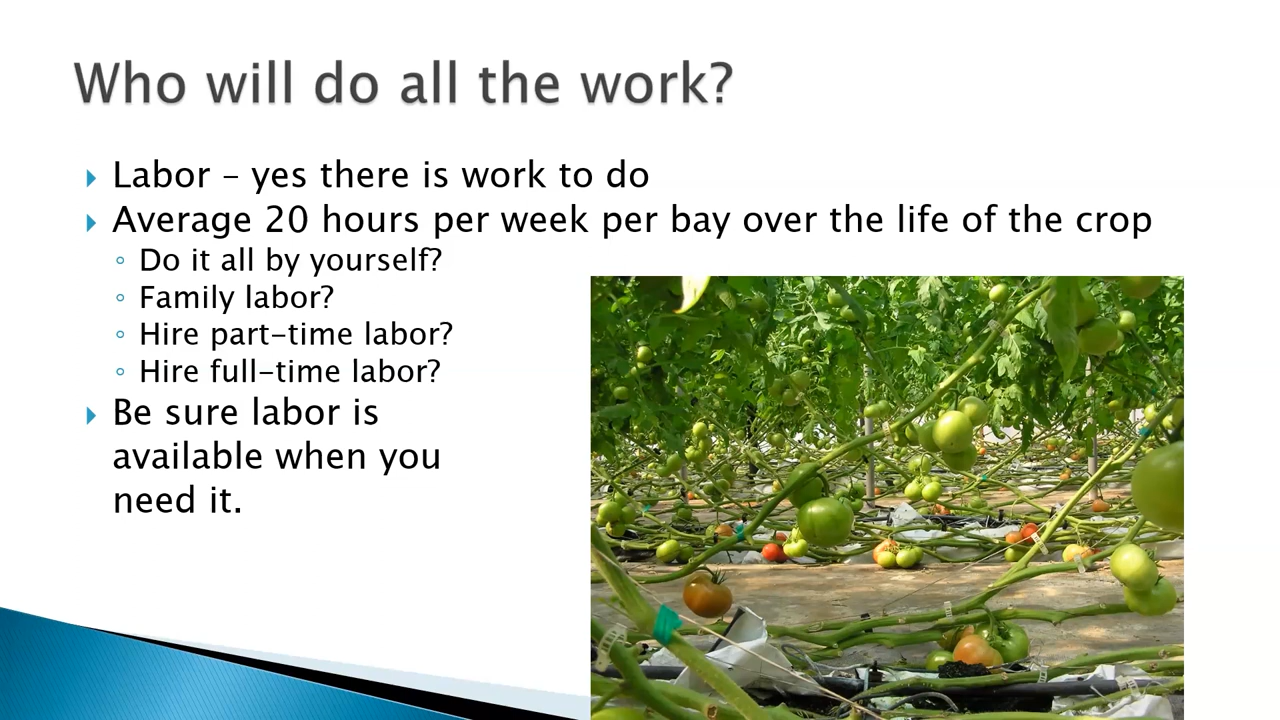 Who will do all the work?
Labor – yes there is work to do
Average 20 hours per week per bay over the life of the crop
Do it all by yourself?
Family labor?
Hire part-time labor?
Hire full-time labor?
Be sure labor is
available when you
need it.